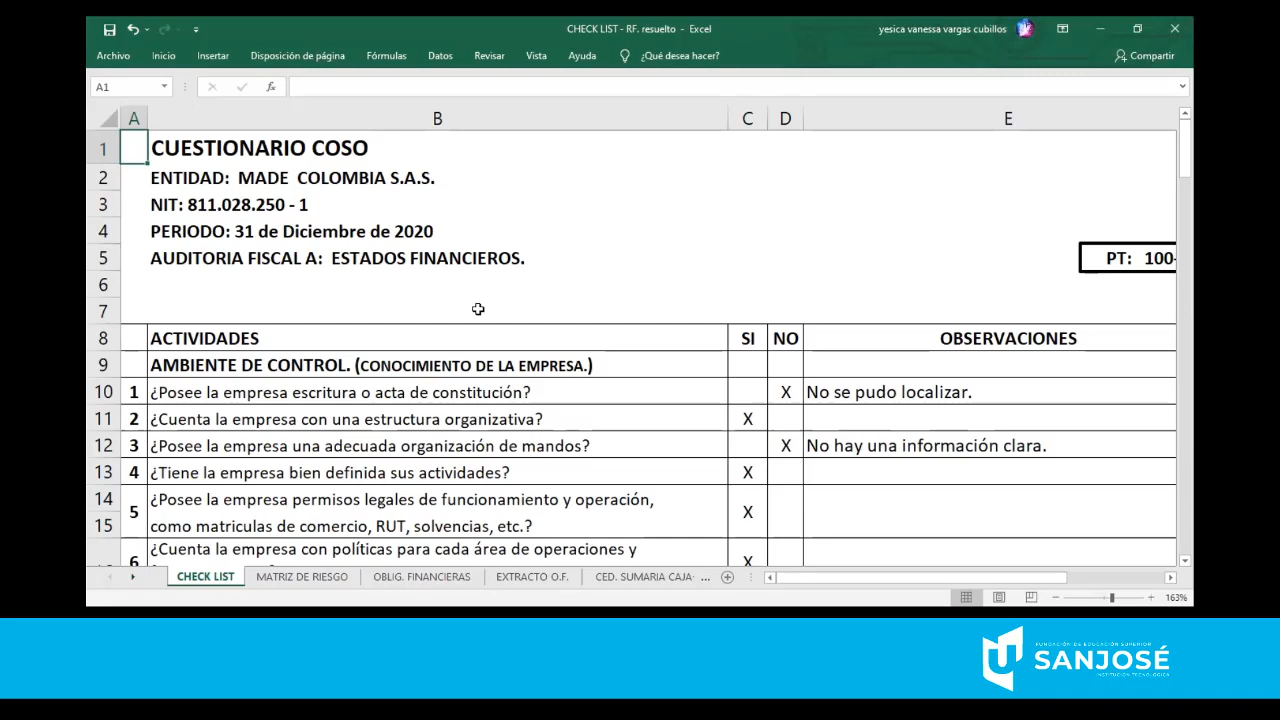 CHECK LIST - RF. resuelto - Excel
yesica vanessa vargas cubillos
Archivo Inicio Insertar Disposición de página Fórmulas Datos Revisar Vista Ayuda ¿Qué desea hacer? Compartir
A1 fx
A B C D E
1 CUESTIONARIO COSO
2 ENTIDAD: MADE COLOMBIA S.A.S.
3 NIT: 811.028.250 - 1
4 PERIODO: 31 de Diciembre de 2020
5 AUDITORIA FISCAL A: ESTADOS FINANCIEROS. PT: 100-
6
7
8 ACTIVIDADES SI NO OBSERVACIONES
9 AMBIENTE DE CONTROL. (CONOCIMIENTO DE LA EMPRESA.)
10 1 ¿Posee la empresa escritura o acta de constitución? X No se pudo localizar.
11 2 ¿Cuenta la empresa con una estructura organizativa? X
12 3 ¿Posee la empresa una adecuada organización de mandos? X No hay una información clara.
13 4 ¿Tiene la empresa bien definida sus actividades? X
14 ¿Posee la empresa permisos legales de funcionamiento y operación,
15 5 como matriculas de comercio, RUT, solvencias, etc.? X
6 ¿Cuenta la empresa con políticas para cada área de operaciones y X
CHECK LIST MATRIZ DE RIESGO OBLIG. FINANCIERAS EXTRACTO O.F. CED. SUMARIA CAJA- ...
163%
FUNDACIÓN DE EDUCACIÓN SUPERIOR
SANJOSÉ
INSTITUCIÓN TECNOLÓGICA